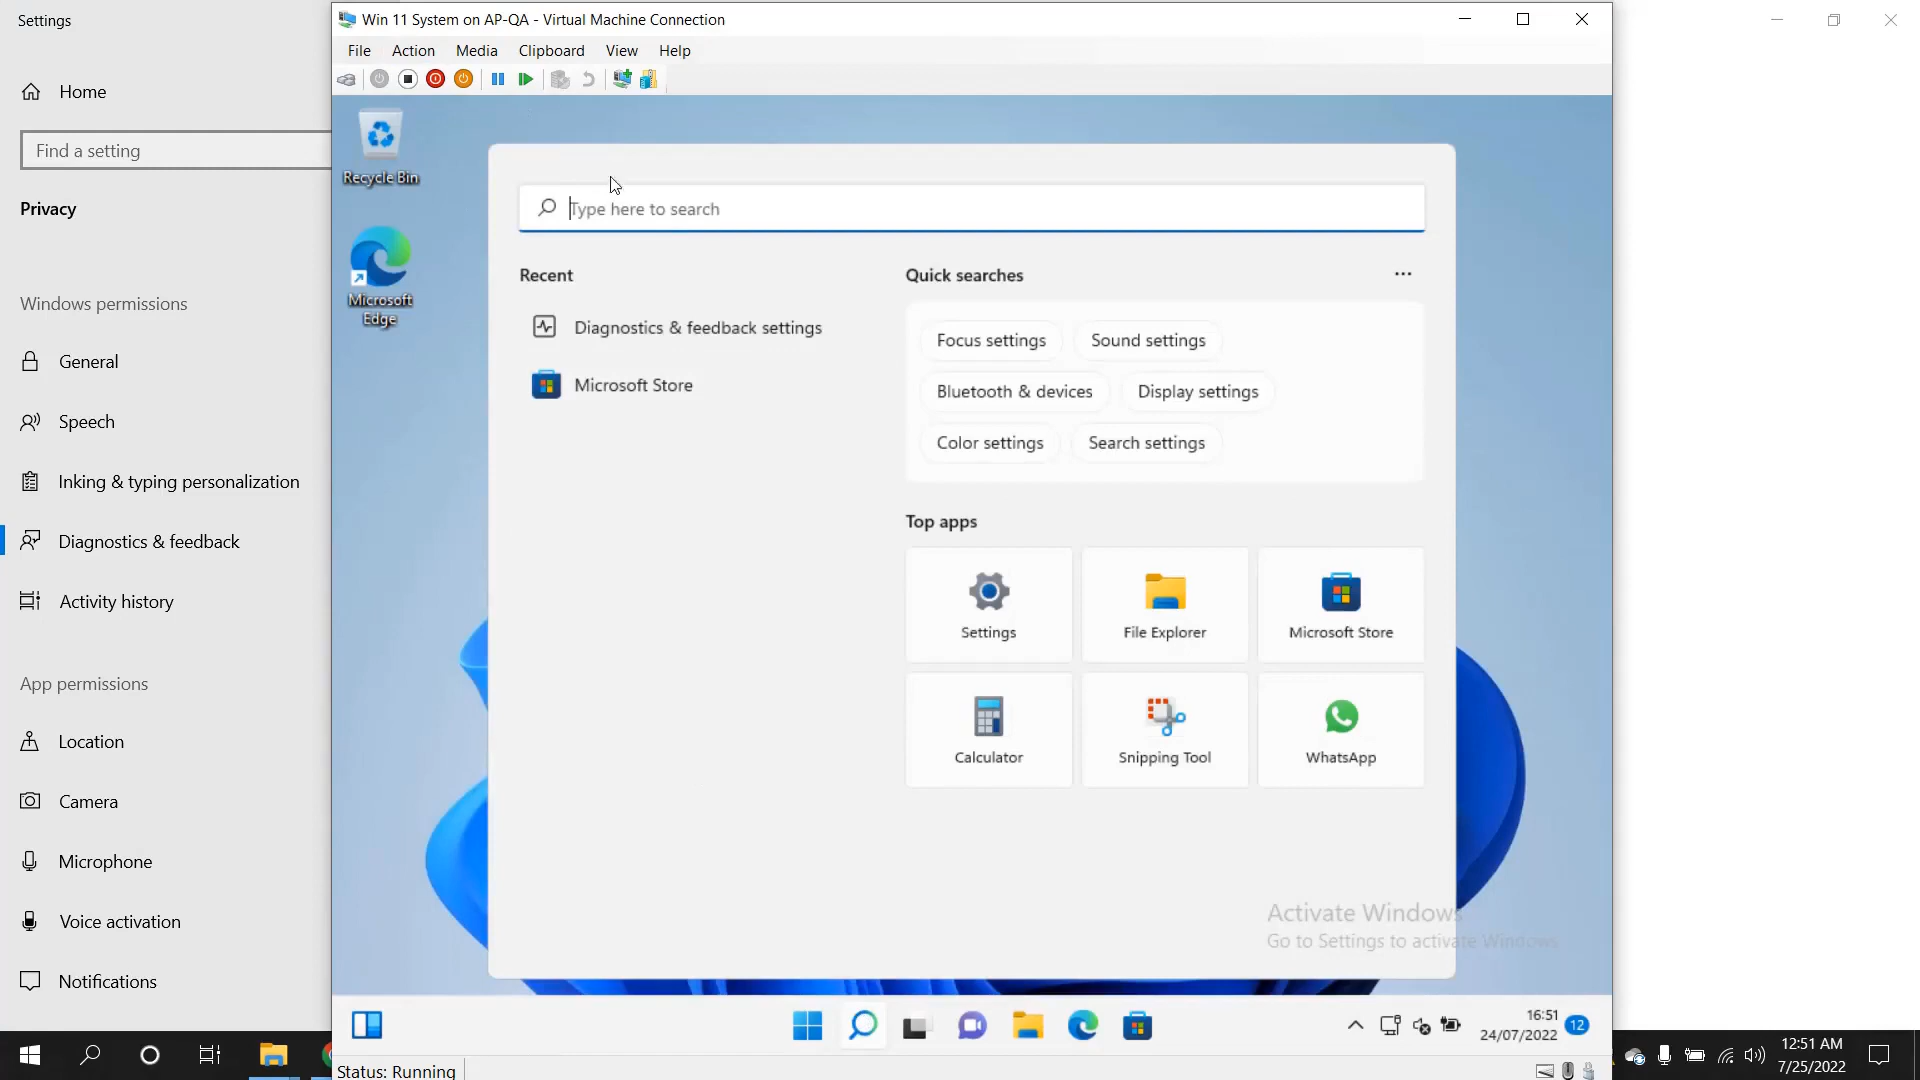 Settings
Home
Find a setting
Privacy
Windows permissions
General
Speech
Inking & typing personalization
Diagnostics & feedback
Activity history
App permissions
Location
Camera
Microphone
Voice activation
Notifications
Win 11 System on AP-QA - Virtual Machine Connection
File Action Media Clipboard View Help
Recycle Bin
Microsoft
Edge
Type here to search
Recent
Diagnostics & feedback settings
Microsoft Store
Quick searches
Focus settings
Sound settings
Bluetooth & devices
Display settings
Color settings
Search settings
Top apps
Settings
File Explorer
Microsoft Store
Calculator
Snipping Tool
WhatsApp
Activate Windows
Go to Settings to activate Windows.
16:51
24/07/2022
12
Status: Running
12:51 AM
7/25/2022